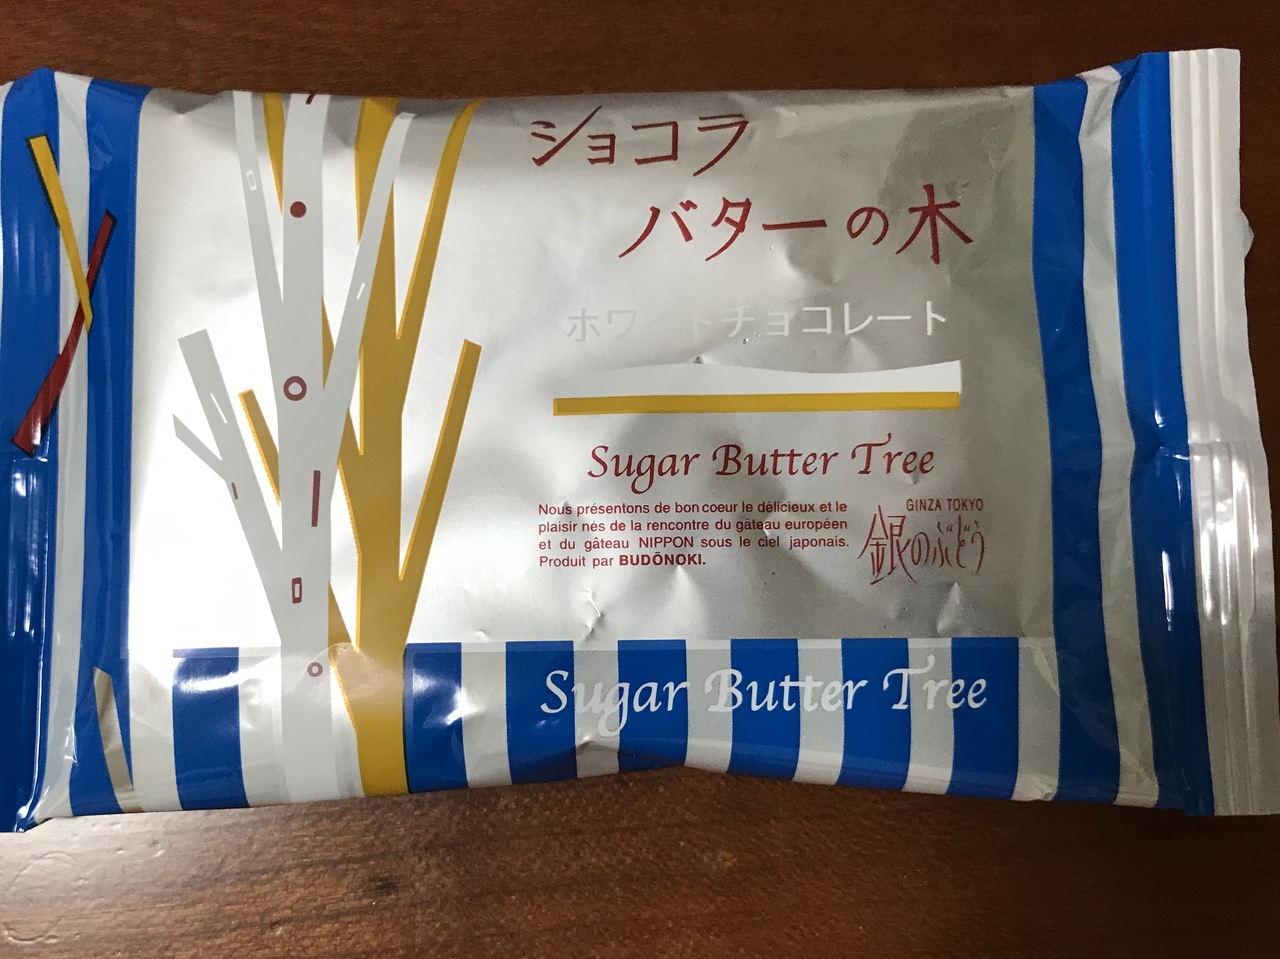 ショコラ
バターの木
ホワイトチョコレート
Sugar Butter Tree
Nous présentons de bon coeur le délicieux et le
plaisir nés de la rencontre du gâteau européen
et du gâteau NIPPON sous le ciel japonais.
Produit par BUDŌNOKI.
GINZA TOKYO
銀のぶどう
Sugar Butter Tree